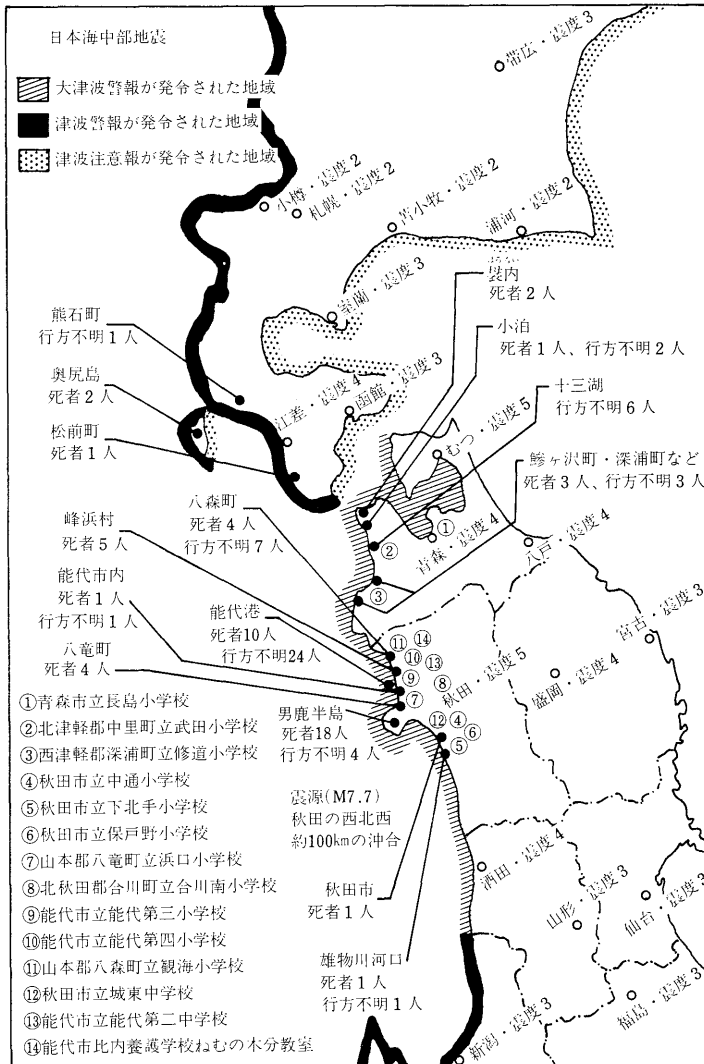 日本海中部地震
大津波警報が発令された地域
津波警報が発令された地域
津波注意報が発令された地域
帯広・震度3
小樽・震度2
札幌・震度2
苫小牧・震度2
浦河・震度2
室蘭・震度3
函館・震度3
江差・震度4
むつ・震度5
青森・震度4
八戸・震度4
宮古・震度3
盛岡・震度4
秋田・震度5
酒田・震度4
山形・震度3
仙台・震度3
福島・震度3
新潟・震度3
熊石町
行方不明1人
奥尻島
死者2人
松前町
死者1人
死者2人
小泊
死者1人、行方不明2人
十三湖
行方不明6人
鰺ヶ沢町・深浦町など
死者3人、行方不明3人
八森町
死者4人
行方不明7人
峰浜村
死者5人
能代市内
死者1人
行方不明1人
能代港
死者10人
行方不明24人
八竜町
死者4人
男鹿半島
死者18人
行方不明4人
震源(M7.7)
秋田の西北西
約100kmの沖合
秋田市
死者1人
雄物川河口
死者1人
行方不明1人
①
②
③
⑪ ⑭
⑩ ⑬
⑨
⑧
⑦
⑫ ④
⑥
⑤
①青森市立長島小学校
②北津軽郡中里町立武田小学校
③西津軽郡深浦町立修道小学校
④秋田市立中通小学校
⑤秋田市立下北手小学校
⑥秋田市立保戸野小学校
⑦山本郡八竜町立浜口小学校
⑧北秋田郡合川町立合川南小学校
⑨能代市立能代第三小学校
⑩能代市立能代第四小学校
⑪山本郡八森町立観海小学校
⑫秋田市立城東中学校
⑬能代市立能代第二中学校
⑭能代市比内養護学校ねむの木分教室